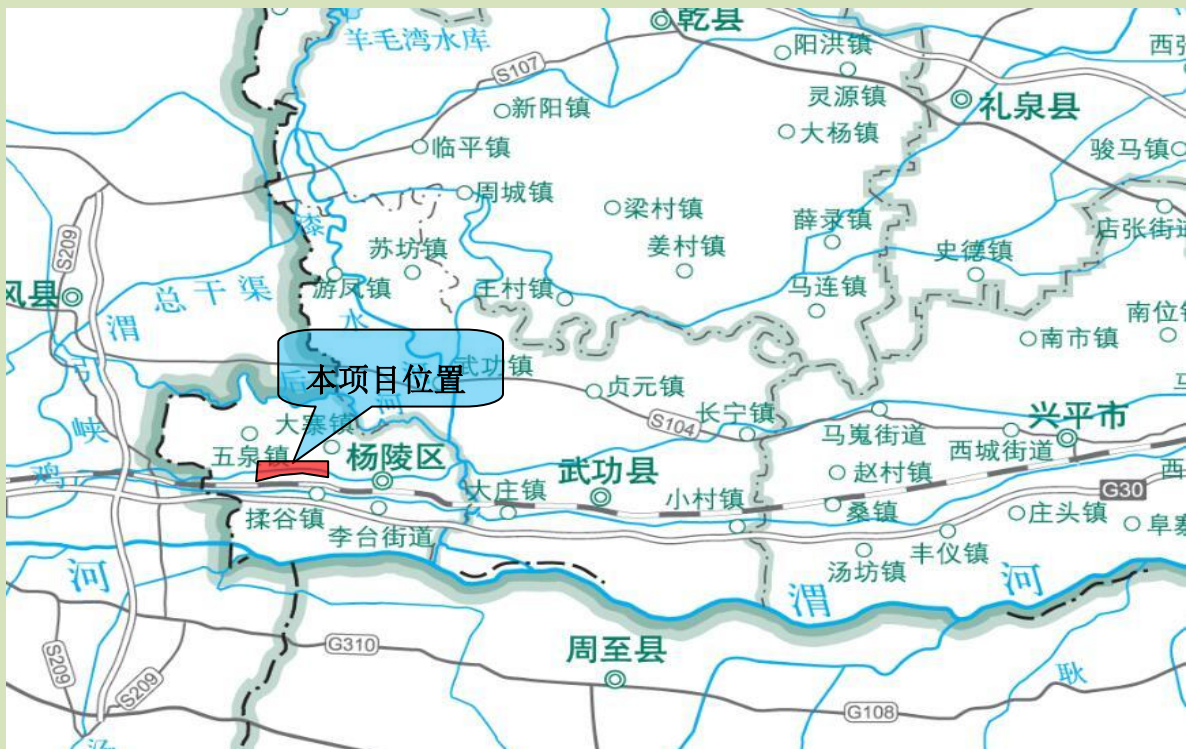 乾县
羊毛湾水库
阳洪镇
S107
灵源镇
礼泉县
新阳镇
大杨镇
临平镇
骏马镇
周城镇
梁村镇
薛录镇
漆
苏坊镇
姜村镇
史德镇
S209
店张街道
风县
总干渠
游凤镇
王村镇
马连镇
南位
渭
水
南市镇
引
武功镇
河
本项目位置
后
河
贞元镇
峡
大寨镇
长宁镇
S104
兴平市
马嵬街道
西城街道
五泉镇
杨陵区
鸡
武功县
赵村镇
大庄镇
小村镇
G30
揉谷镇
桑镇
庄头镇
阜寨
李台街道
丰仪镇
汤坊镇
河
渭
河
G310
周至县
S209
S209
耿
G108